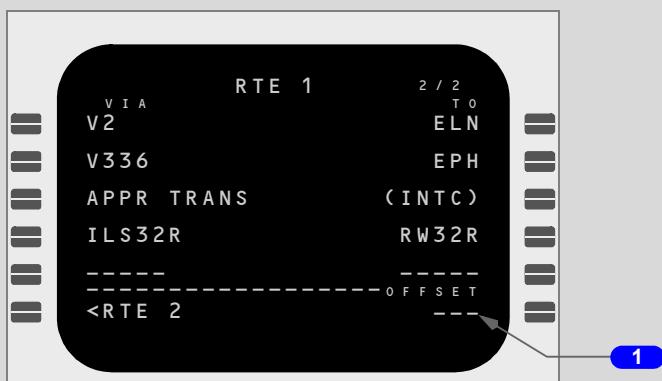 RTE 1 2/2
VIA TO
V2 ELN
V336 EPH
APPR TRANS (INTC)
ILS32R RW32R
----- -----
------------------OFFSET
<RTE 2 ---
1